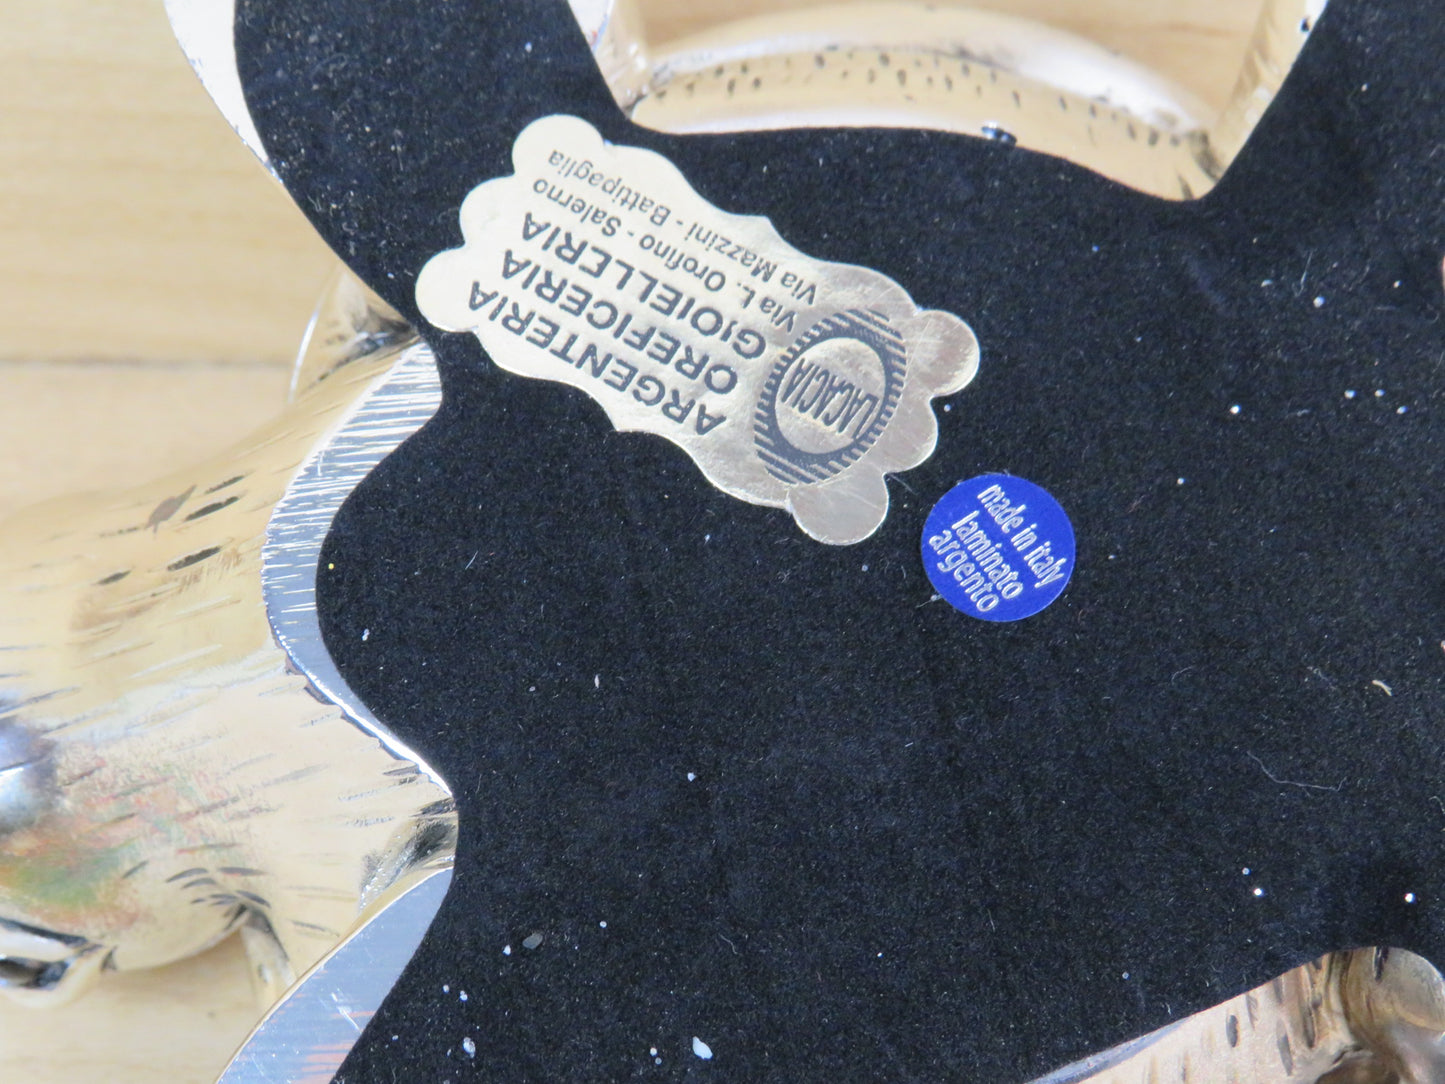 LACACIA
ARGENTERIA
OREFICERIA
GIOIELLERIA
Via L. Orofino - Salerno
Via Mazzini - Battipaglia
made in italy
laminato
argento